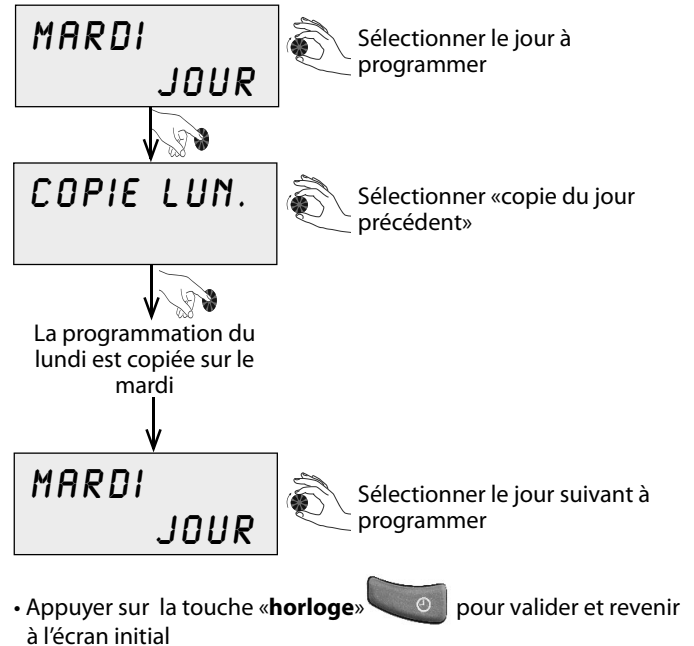 MARDI
JOUR
Sélectionner le jour à
programmer
COPIE LUN.
Sélectionner «copie du jour
précédent»
La programmation du
lundi est copiée sur le
mardi
MARDI
JOUR
Sélectionner le jour suivant à
programmer
• Appuyer sur la touche «horloge» pour valider et revenir
à l'écran initial